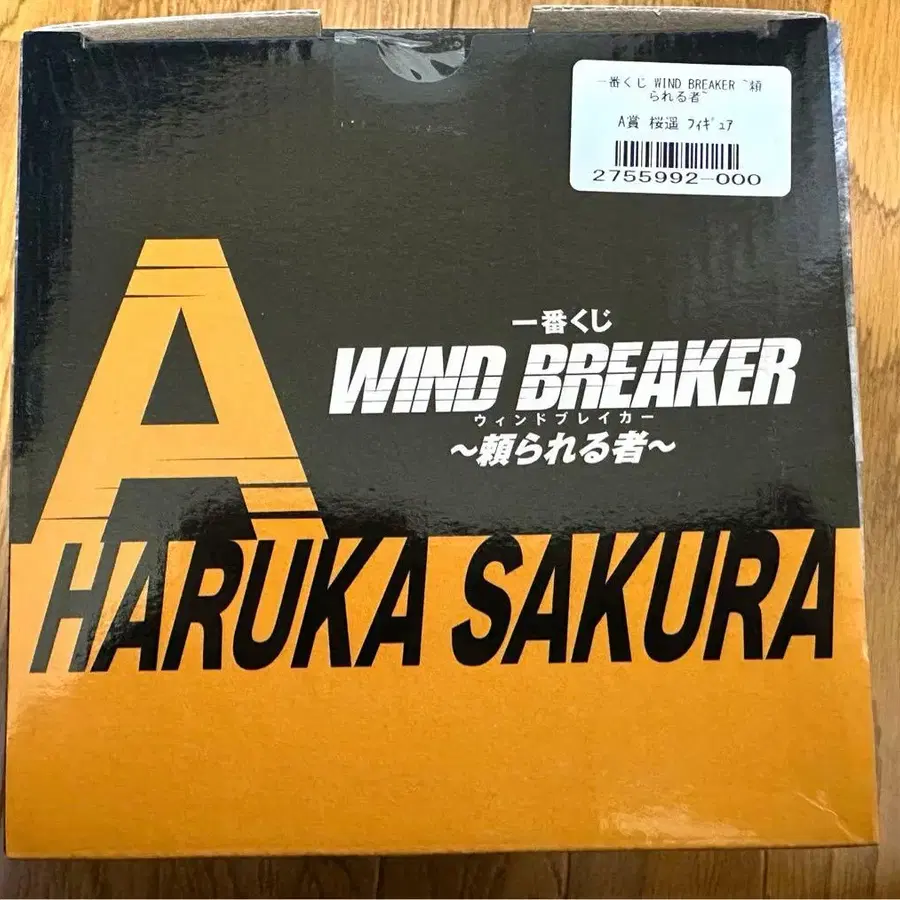 一番くじ WIND BREAKER ~頼
られる者~
A賞 桜遥 ﾌｨｷﾞｭｱ
2755992-000
A
一番くじ
WIND BREAKER
ウィンドブレイカー
～頼られる者～
HARUKA SAKURA